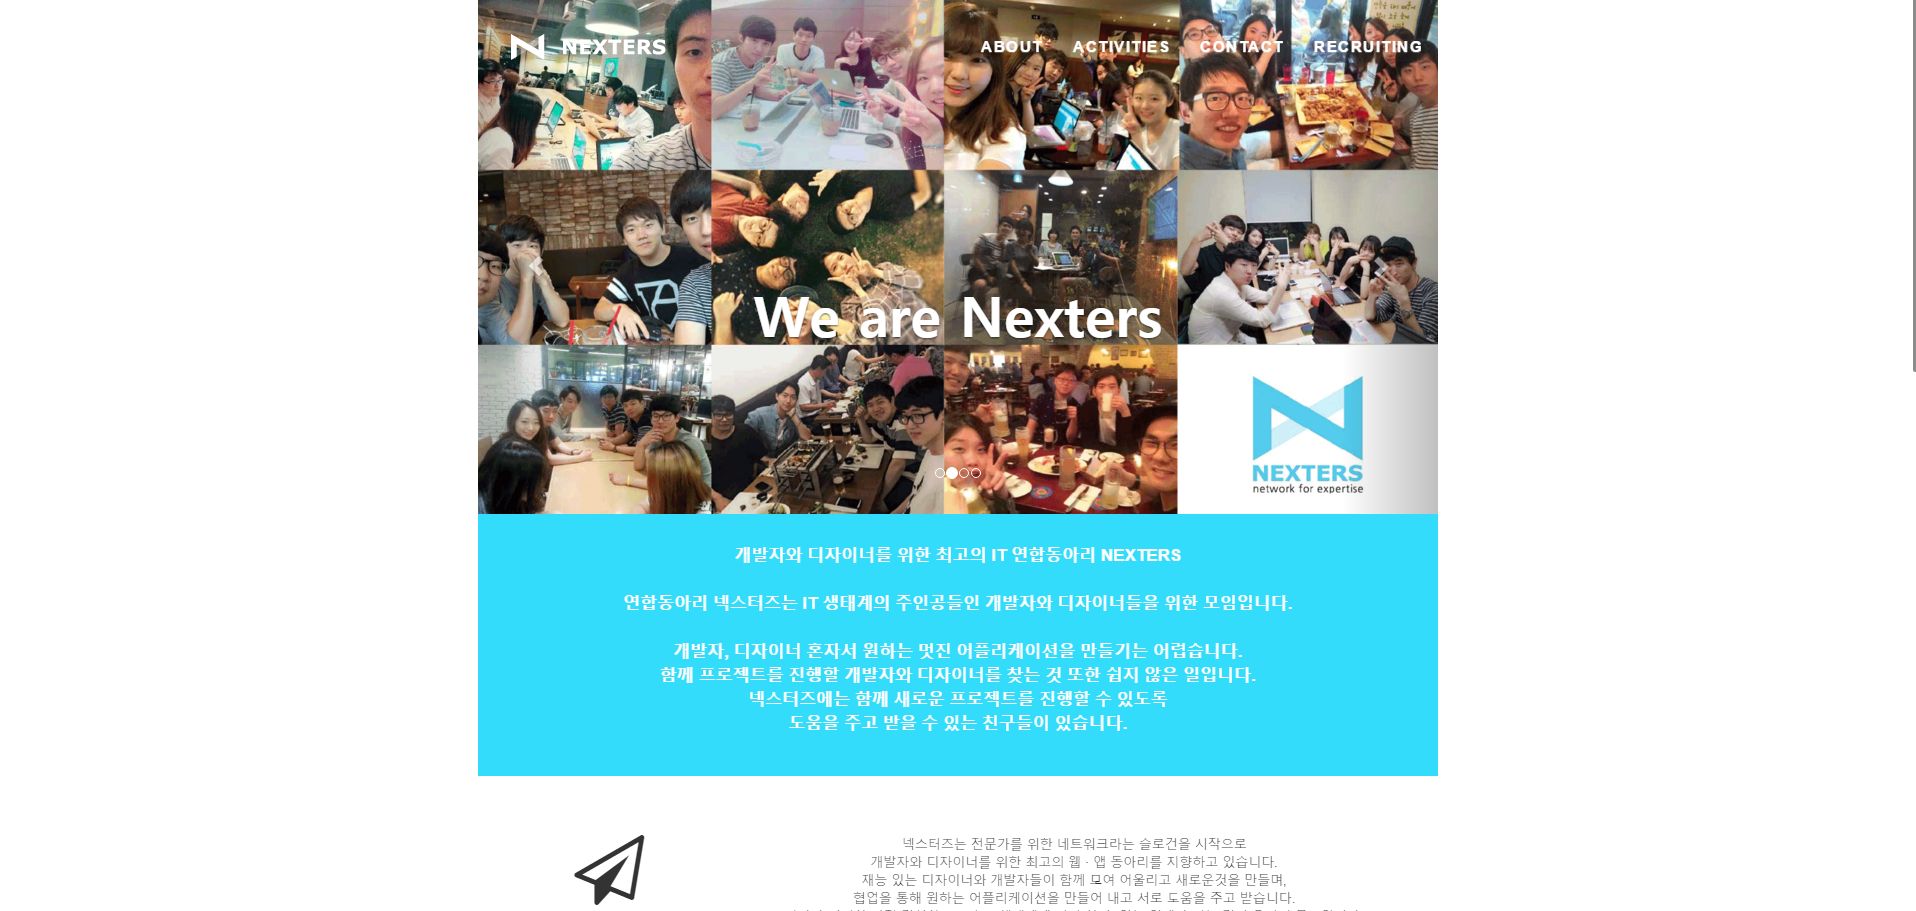 NEXTERS
ABOUT ACTIVITIES CONTACT RECRUITING
We are Nexters
NEXTERS
network for expertise
개발자와 디자이너를 위한 최고의 IT 연합동아리 NEXTERS
연합동아리 넥스터즈는 IT 생태계의 주인공들인 개발자와 디자이너들을 위한 모임입니다.
개발자, 디자이너 혼자서 원하는 멋진 어플리케이션을 만들기는 어렵습니다.
함께 프로젝트를 진행할 개발자와 디자이너를 찾는 것 또한 쉽지 않은 일입니다.
넥스터즈에는 함께 새로운 프로젝트를 진행할 수 있도록
도움을 주고 받을 수 있는 친구들이 있습니다.
넥스터즈는 전문가를 위한 네트워크라는 슬로건을 시작으로
개발자와 디자이너를 위한 최고의 웹 · 앱 동아리를 지향하고 있습니다.
재능 있는 디자이너와 개발자들이 함께 모여 어울리고 새로운것을 만들며,
협업을 통해 원하는 어플리케이션을 만들어 내고 서로 도움을 주고 받습니다.